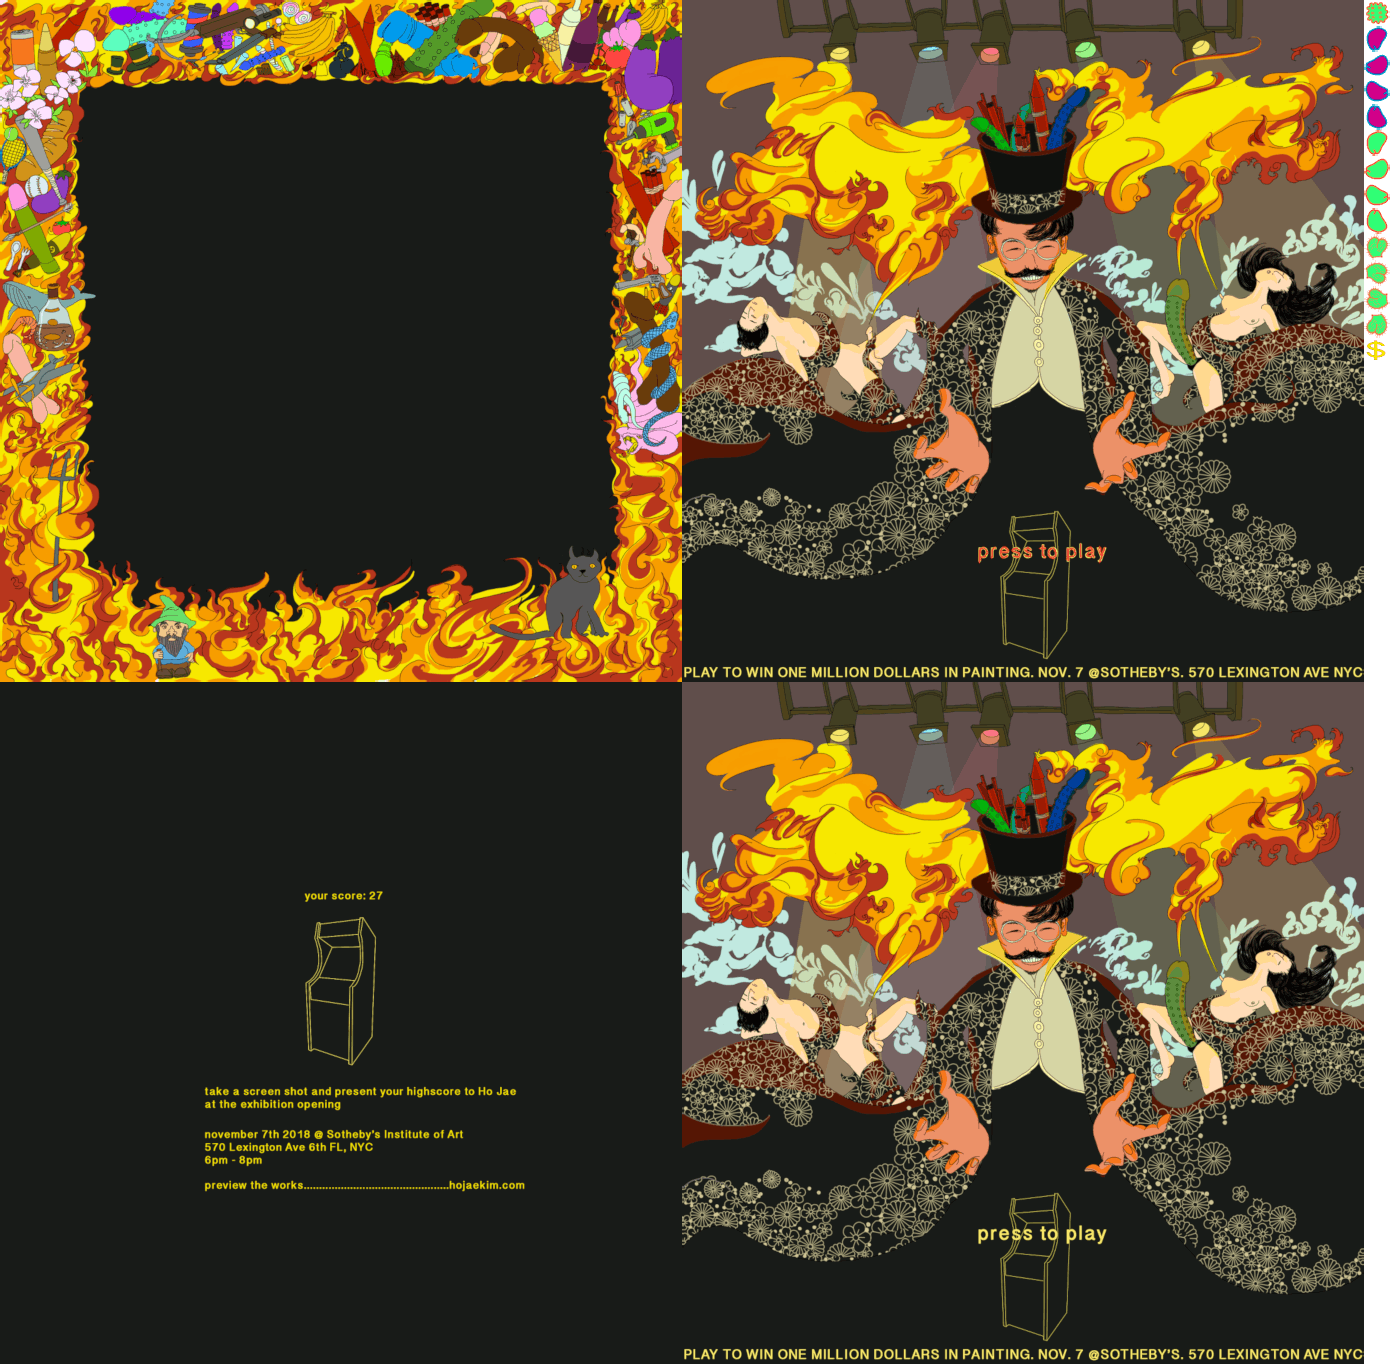 press to play
PLAY TO WIN ONE MILLION DOLLARS IN PAINTING. NOV. 7 @SOTHEBY'S. 570 LEXINGTON AVE NYC
$
your score: 27
take a screen shot and present your highscore to Ho Jae
at the exhibition opening
november 7th 2018 @ Sotheby's Institute of Art
570 Lexington Ave 6th FL, NYC
6pm - 8pm
preview the works................................................hojaekim.com
press to play
PLAY TO WIN ONE MILLION DOLLARS IN PAINTING. NOV. 7 @SOTHEBY'S. 570 LEXINGTON AVE NYC